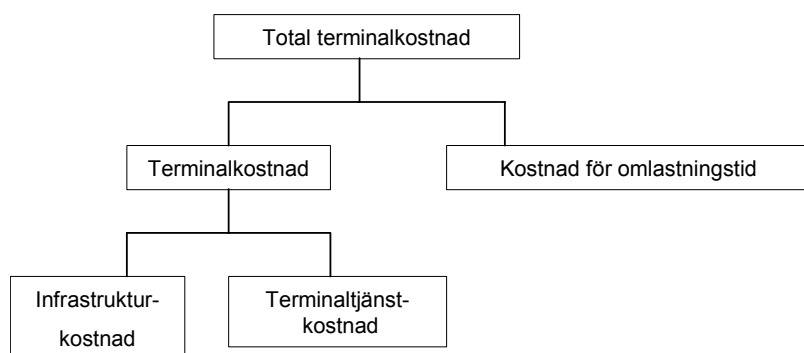 Total terminalkostnad
Terminalkostnad
Kostnad för omlastningstid
Infrastruktur-
kostnad
Terminaltjänst-
kostnad